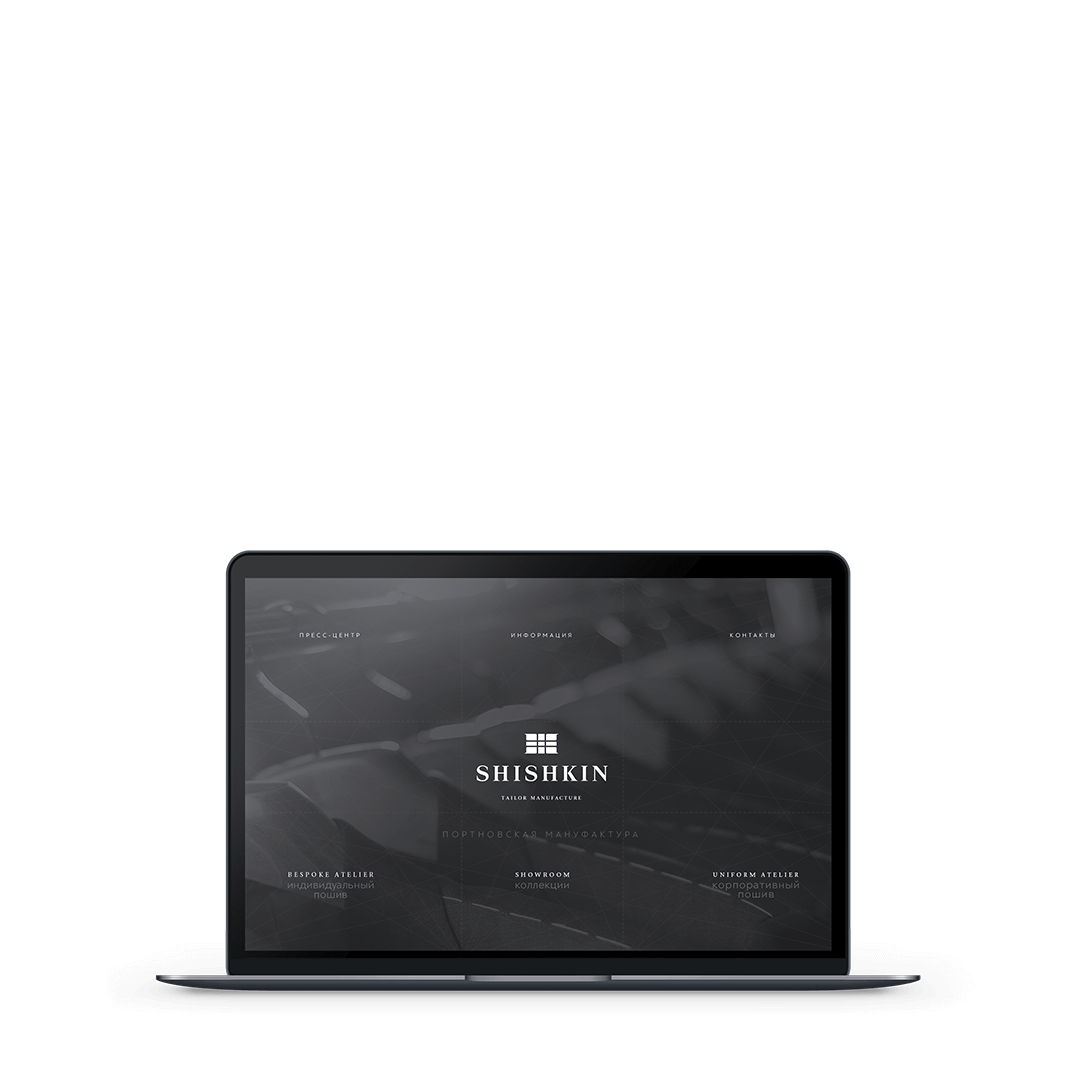 ПРЕСС-ЦЕНТР ИНФОРМАЦИЯ КОНТАКТЫ
SHISHKIN
TAILOR MANUFACTURE
ПОРТНОВСКАЯ МАНУФАКТУРА
BESPOKE ATELIER
индивидуальный
пошив
SHOWROOM
коллекции
UNIFORM ATELIER
корпоративный
пошив